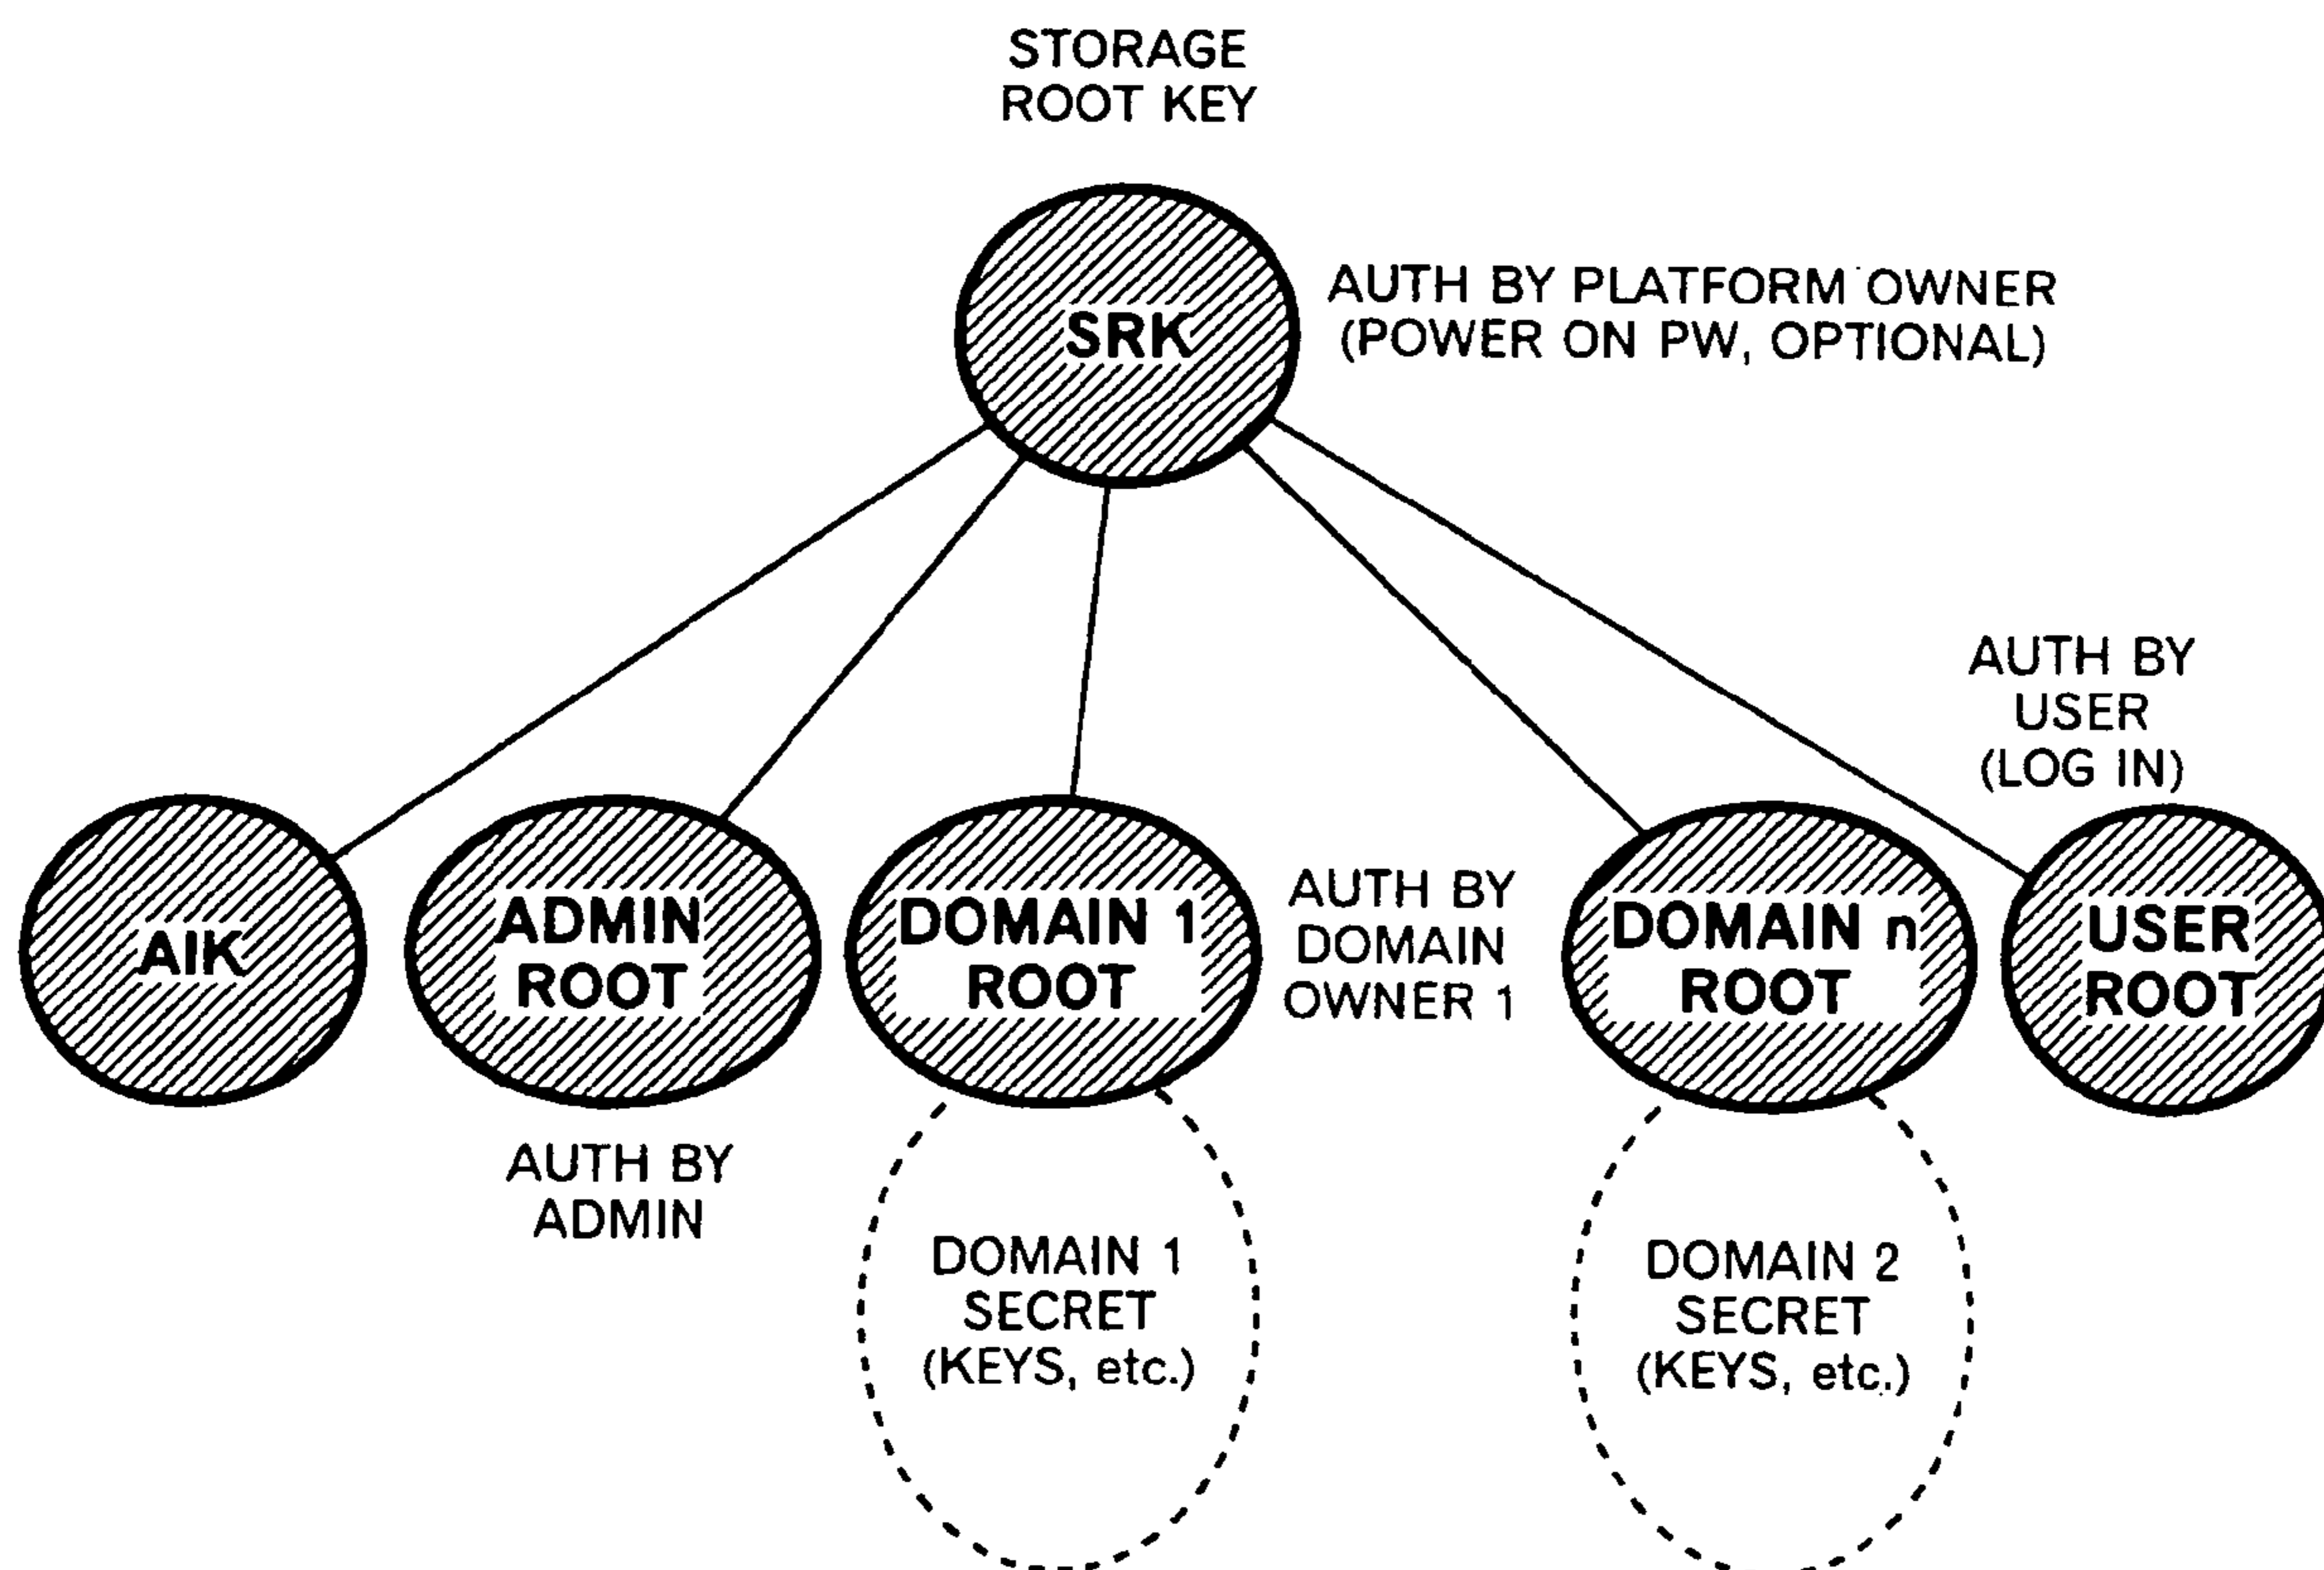 STORAGE
ROOT KEY
SRK
AUTH BY PLATFORM OWNER
(POWER ON PW, OPTIONAL)
AUTH BY
USER
(LOG IN)
AIK
ADMIN
ROOT
DOMAIN 1
ROOT
AUTH BY
DOMAIN
OWNER 1
DOMAIN n
ROOT
USER
ROOT
AUTH BY
ADMIN
DOMAIN 1
SECRET
(KEYS, etc.)
DOMAIN 2
SECRET
(KEYS, etc.)